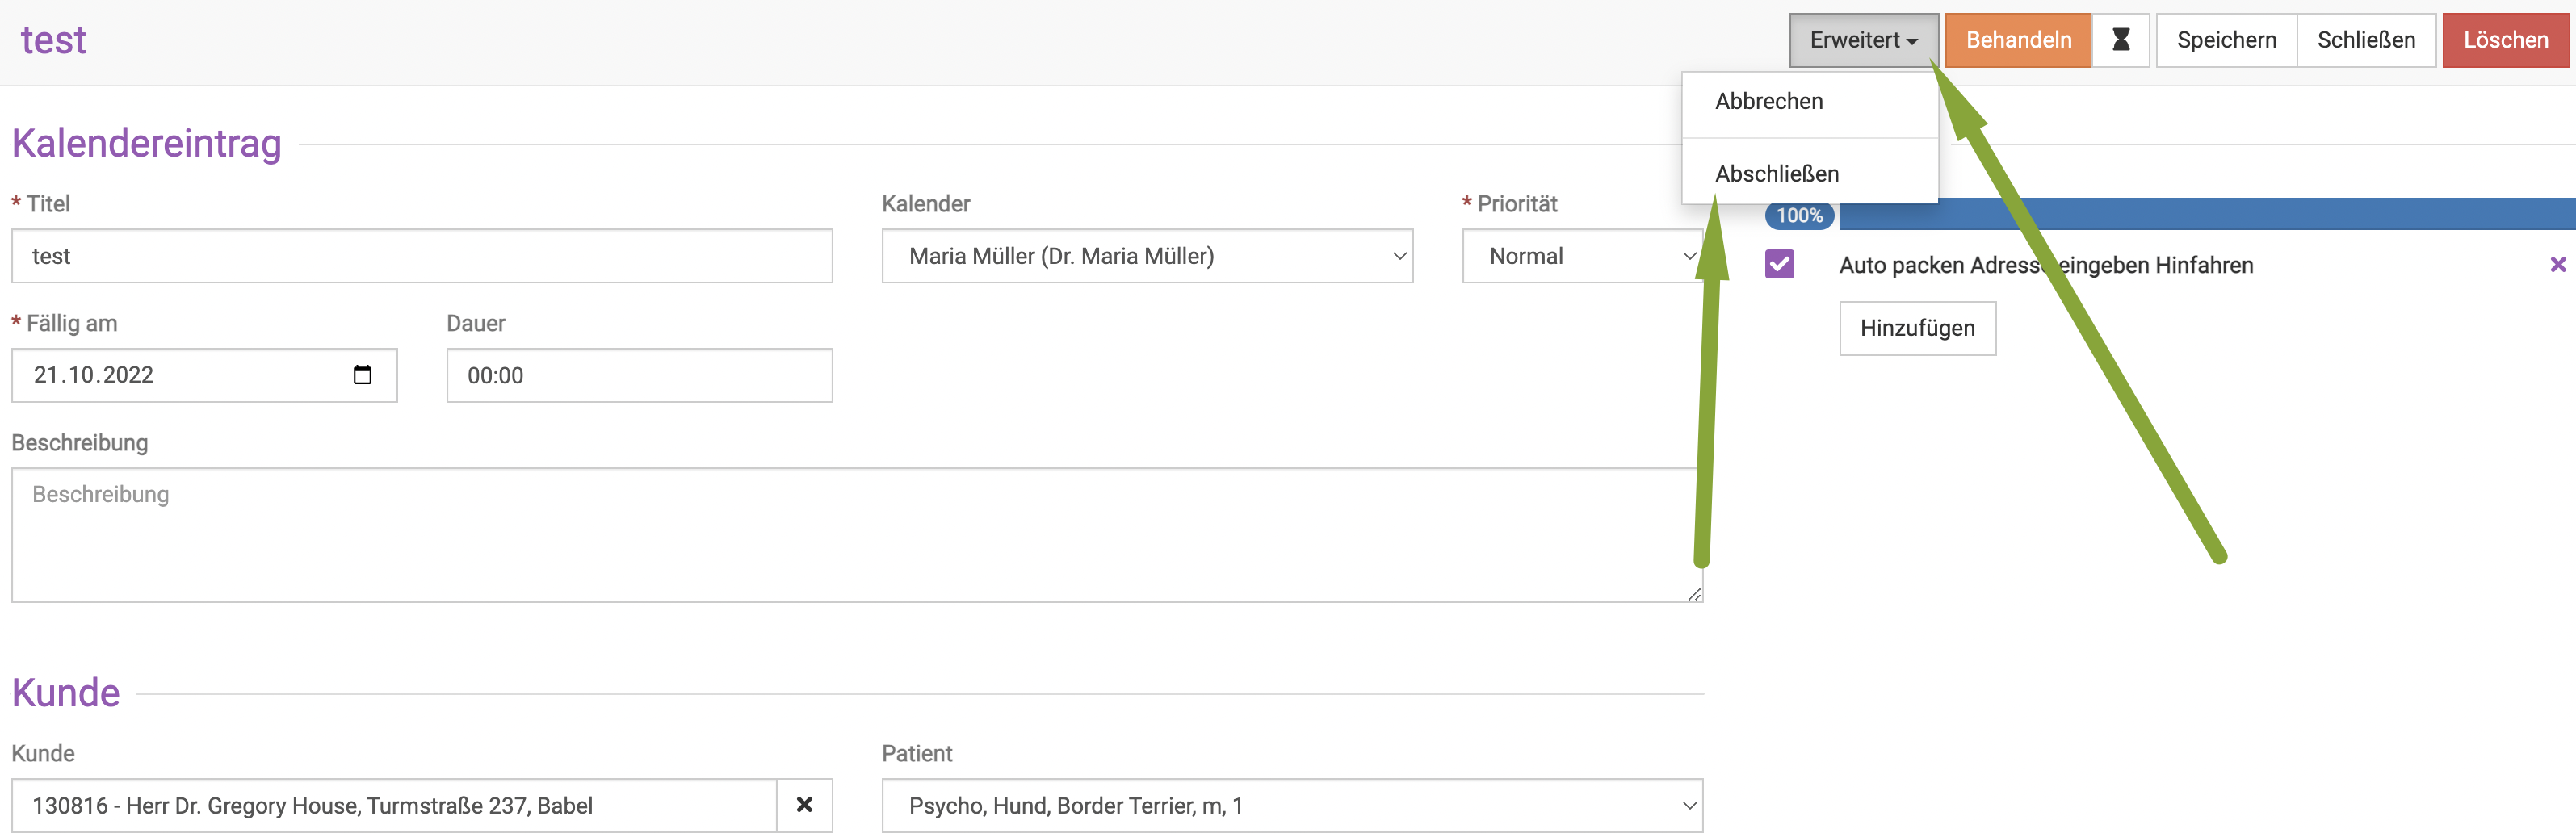 test
Erweitert
Behandeln
Speichern
Schließen
Löschen
Abbrechen
Abschließen
Kalendereintrag
* Titel
Kalender
* Priorität
test
Maria Müller (Dr. Maria Müller)
Normal
100%
Auto packen Adresse eingeben Hinfahren
Hinzufügen
* Fällig am
Dauer
21.10.2022
00:00
Beschreibung
Beschreibung
Kunde
Kunde
Patient
130816 - Herr Dr. Gregory House, Turmstraße 237, Babel
Psycho, Hund, Border Terrier, m, 1